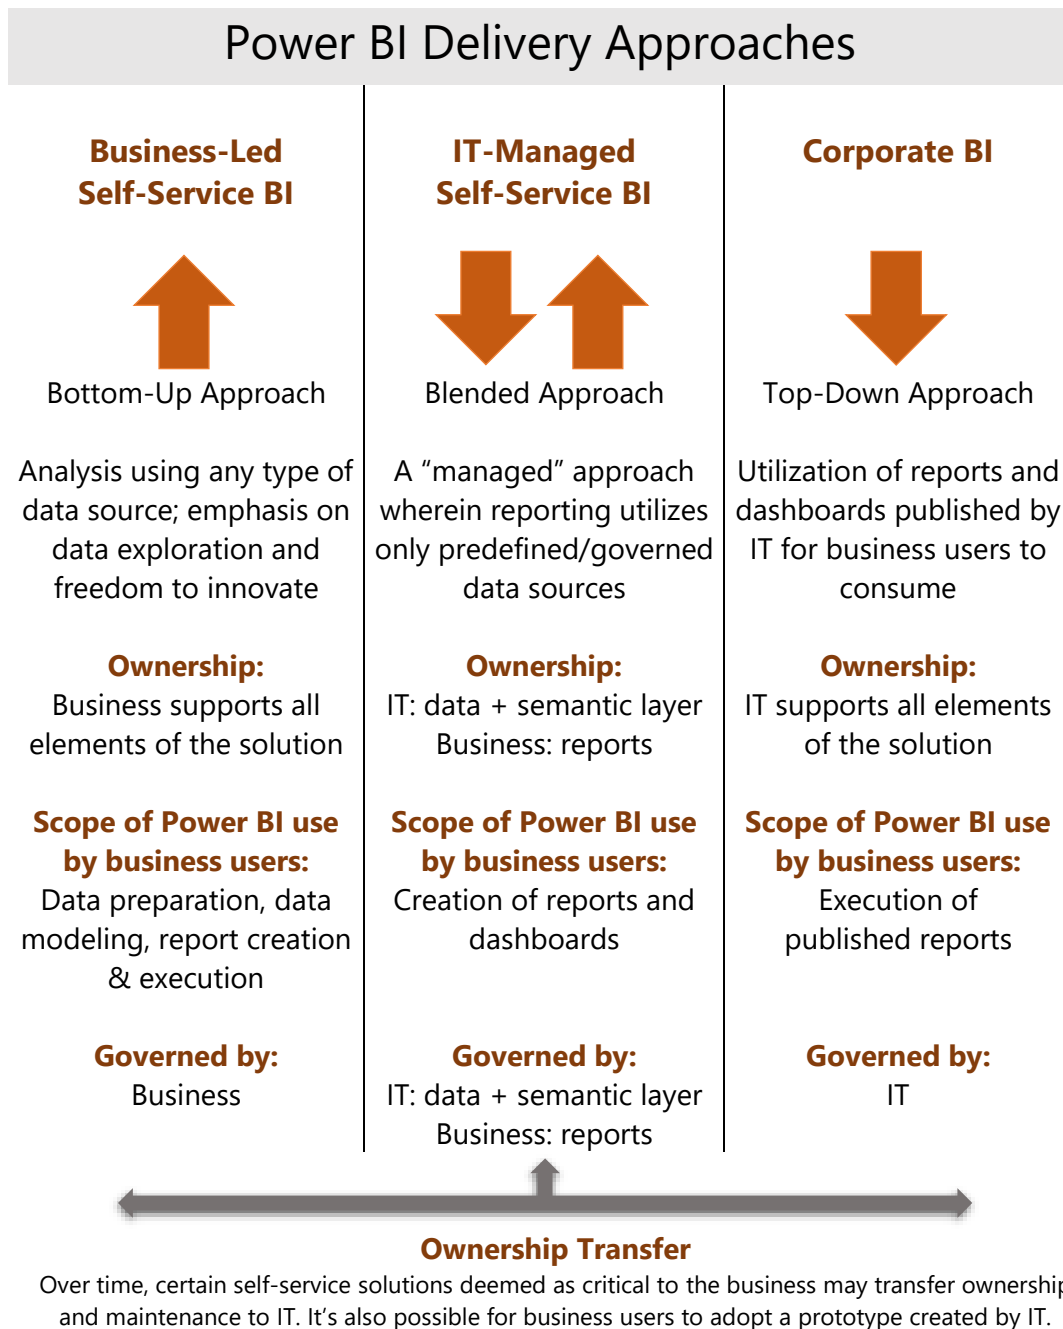 Power BI Delivery Approaches
Business-Led
Self-Service BI
Bottom-Up Approach
Analysis using any type of
data source; emphasis on
data exploration and
freedom to innovate
Ownership:
Business supports all
elements of the solution
Scope of Power BI use
by business users:
Data preparation, data
modeling, report creation
& execution
Governed by:
Business
IT-Managed
Self-Service BI
Blended Approach
A “managed” approach
wherein reporting utilizes
only predefined/governed
data sources
Ownership:
IT: data + semantic layer
Business: reports
Scope of Power BI use
by business users:
Creation of reports and
dashboards
Governed by:
IT: data + semantic layer
Business: reports
Corporate BI
Top-Down Approach
Utilization of reports and
dashboards published by
IT for business users to
consume
Ownership:
IT supports all elements
of the solution
Scope of Power BI use
by business users:
Execution of
published reports
Governed by:
IT
Ownership Transfer
Over time, certain self-service solutions deemed as critical to the business may transfer ownership
and maintenance to IT. It’s also possible for business users to adopt a prototype created by IT.